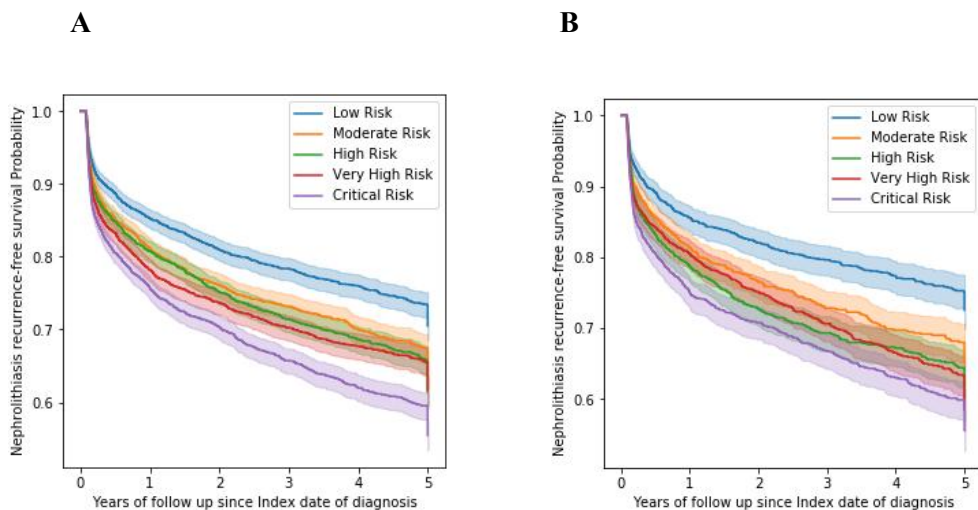 A
B
Nephrolithiasis recurrence-free survival Probability
1.0
0.9
0.8
0.7
0.6
0
1
2
3
4
5
Years of follow up since Index date of diagnosis
Low Risk
Moderate Risk
High Risk
Very High Risk
Critical Risk
Nephrolithiasis recurrence-free survival Probability
1.0
0.9
0.8
0.7
0.6
0
1
2
3
4
5
Years of follow up since Index date of diagnosis
Low Risk
Moderate Risk
High Risk
Very High Risk
Critical Risk